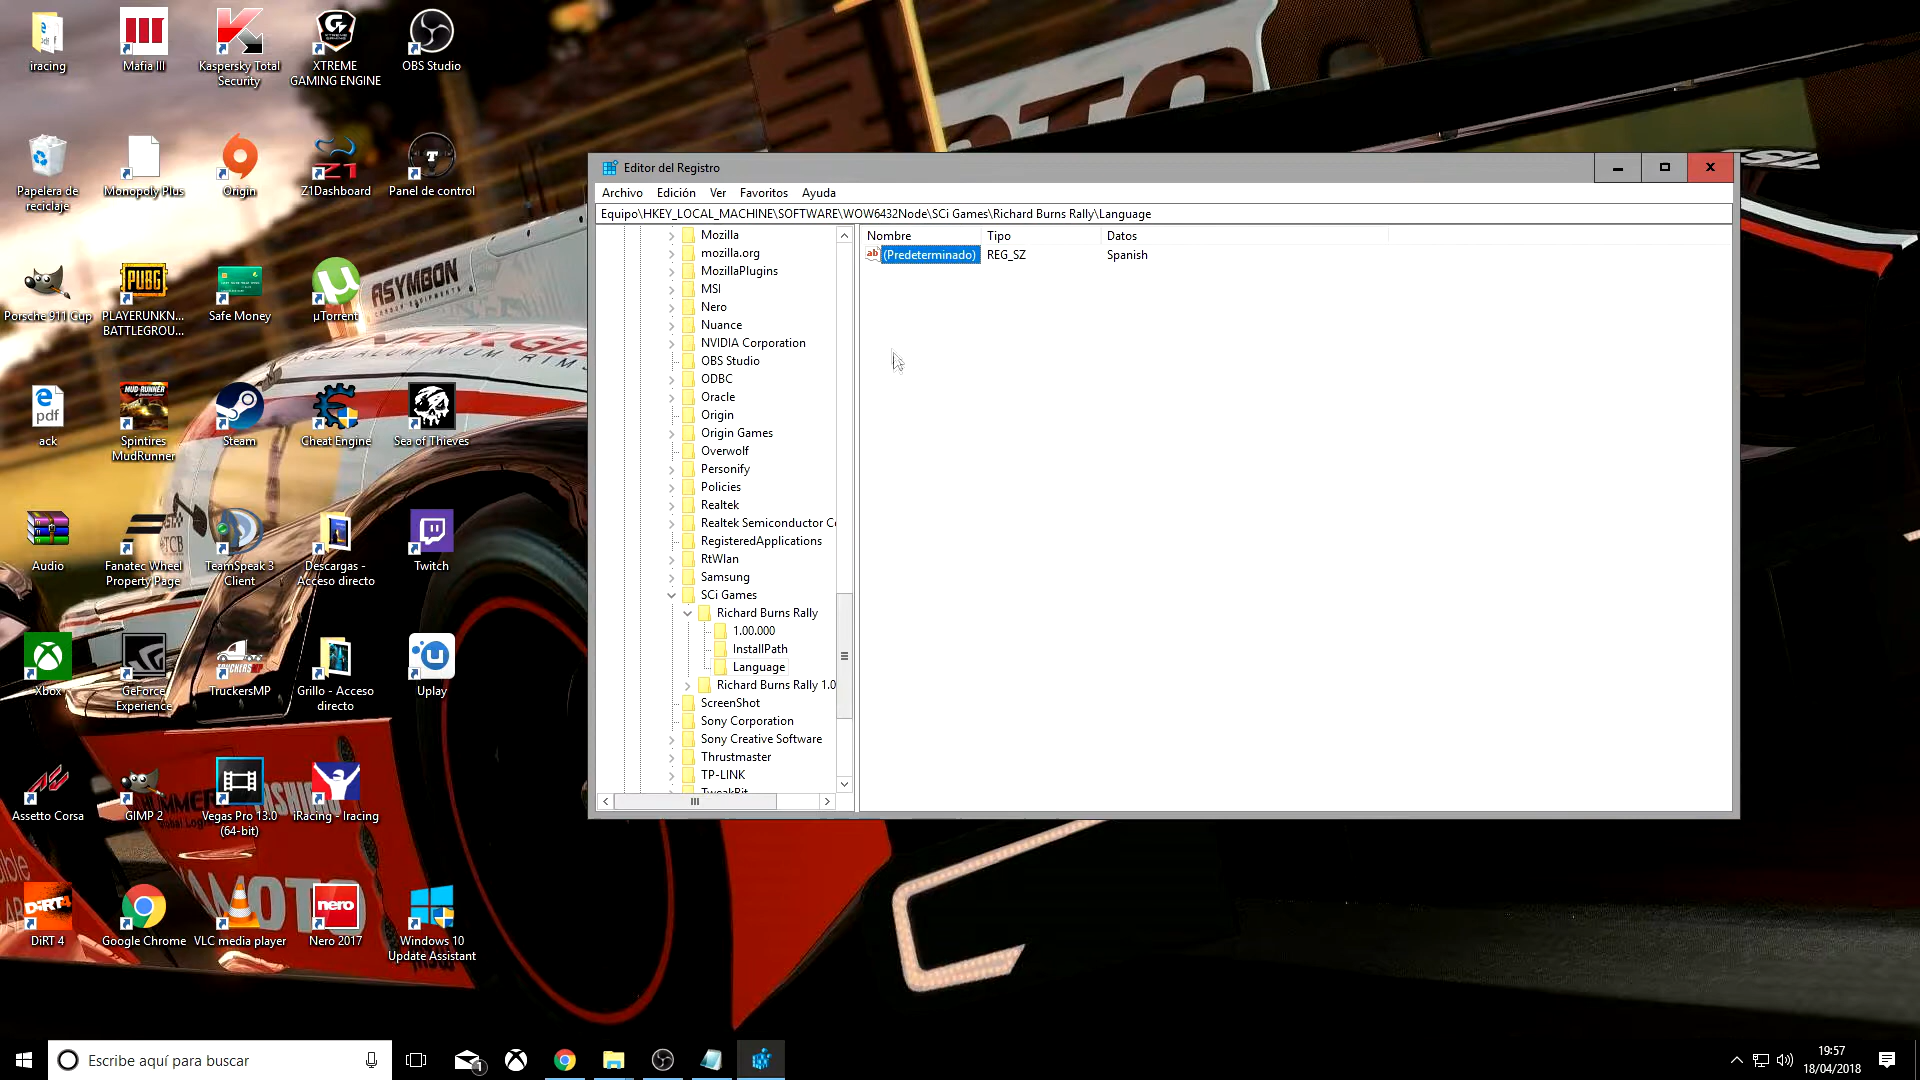 iracing
Mafia III
Kaspersky Total
Security
XTREME
GAMING ENGINE
OBS Studio
Papelera de
reciclaje
Monopoly Plus
Origin
Z1Dashboard
Panel de control
Porsche 911 Cup
PLAYERUNKN...
BATTLEGROU...
Safe Money
µTorrent
ack
Spintires
MudRunner
Steam
Cheat Engine
Sea of Thieves
Audio
Fanatec Wheel
Property Page
TeamSpeak 3
Client
Descargas -
Acceso directo
Twitch
Xbox
GeForce
Experience
TruckersMP
Grillo - Acceso
directo
Uplay
Assetto Corsa
GIMP 2
Vegas Pro 13.0
(64-bit)
iRacing - Iracing
DiRT 4
Google Chrome
VLC media player
Nero 2017
Windows 10
Update Assistant
ASYMBON
Editor del Registro
Archivo Edición Ver Favoritos Ayuda
Equipo\HKEY_LOCAL_MACHINE\SOFTWARE\WOW6432Node\SCi Games\Richard Burns Rally\Language
Mozilla
mozilla.org
MozillaPlugins
MSI
Nero
Nuance
NVIDIA Corporation
OBS Studio
ODBC
Oracle
Origin
Origin Games
Overwolf
Personify
Policies
Realtek
Realtek Semiconductor Co
RegisteredApplications
RtWlan
Samsung
SCi Games
Richard Burns Rally
1.00.000
InstallPath
Language
Richard Burns Rally 1.0
ScreenShot
Sony Corporation
Sony Creative Software
Thrustmaster
TP-LINK
TweakBit
Nombre Tipo Datos
(Predeterminado) REG_SZ Spanish
Escribe aquí para buscar
19:57
18/04/2018